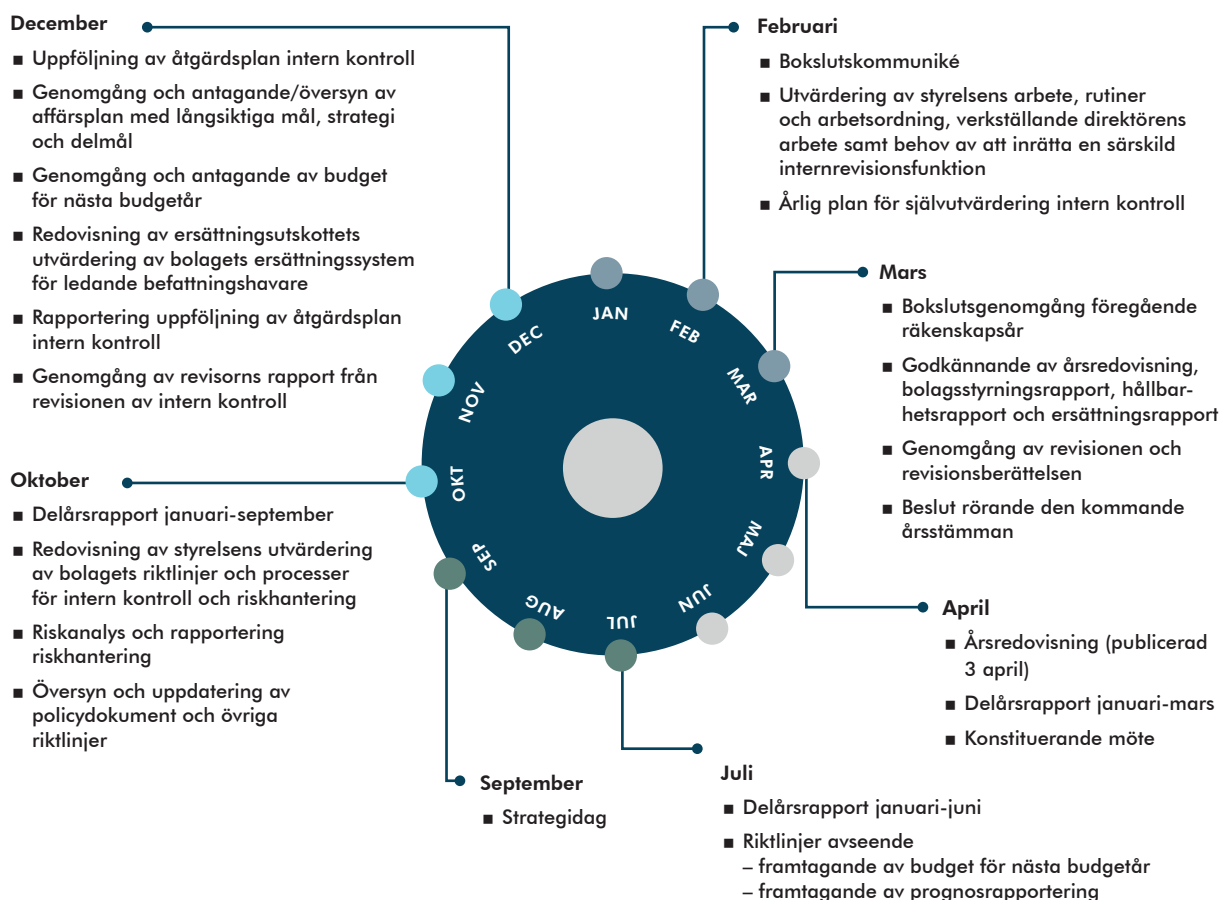 December
▪ Uppföljning av åtgärdsplan intern kontroll
▪ Genomgång och antagande/översyn av
affärsplan med långsiktiga mål, strategi
och delmål
▪ Genomgång och antagande av budget
för nästa budgetår
▪ Redovisning av ersättningsutskottets
utvärdering av bolagets ersättningssystem
för ledande befattningshavare
▪ Rapportering uppföljning av åtgärdsplan
intern kontroll
▪ Genomgång av revisorns rapport från
revisionen av intern kontroll
Oktober
▪ Delårsrapport januari-september
▪ Redovisning av styrelsens utvärdering
av bolagets riktlinjer och processer
för intern kontroll och riskhantering
▪ Riskanalys och rapportering
riskhantering
▪ Översyn och uppdatering av
policydokument och övriga
riktlinjer
JAN
FEB
MAR
APR
MAJ
JUN
JUL
AUG
SEP
OKT
NOV
DEC
Februari
▪ Bokslutskommuniké
▪ Utvärdering av styrelsens arbete, rutiner
och arbetsordning, verkställande direktörens
arbete samt behov av att inrätta en särskild
internrevisionsfunktion
▪ Årlig plan för självutvärdering intern kontroll
Mars
▪ Bokslutsgenomgång föregående
räkenskapsår
▪ Godkännande av årsredovisning,
bolagsstyrningsrapport, hållbar-
hetsrapport och ersättningsrapport
▪ Genomgång av revisionen och
revisionsberättelsen
▪ Beslut rörande den kommande
årsstämman
April
▪ Årsredovisning (publicerad
3 april)
▪ Delårsrapport januari-mars
▪ Konstituerande möte
Juli
▪ Delårsrapport januari-juni
▪ Riktlinjer avseende
– framtagande av budget för nästa budgetår
– framtagande av prognosrapportering
September
▪ Strategidag